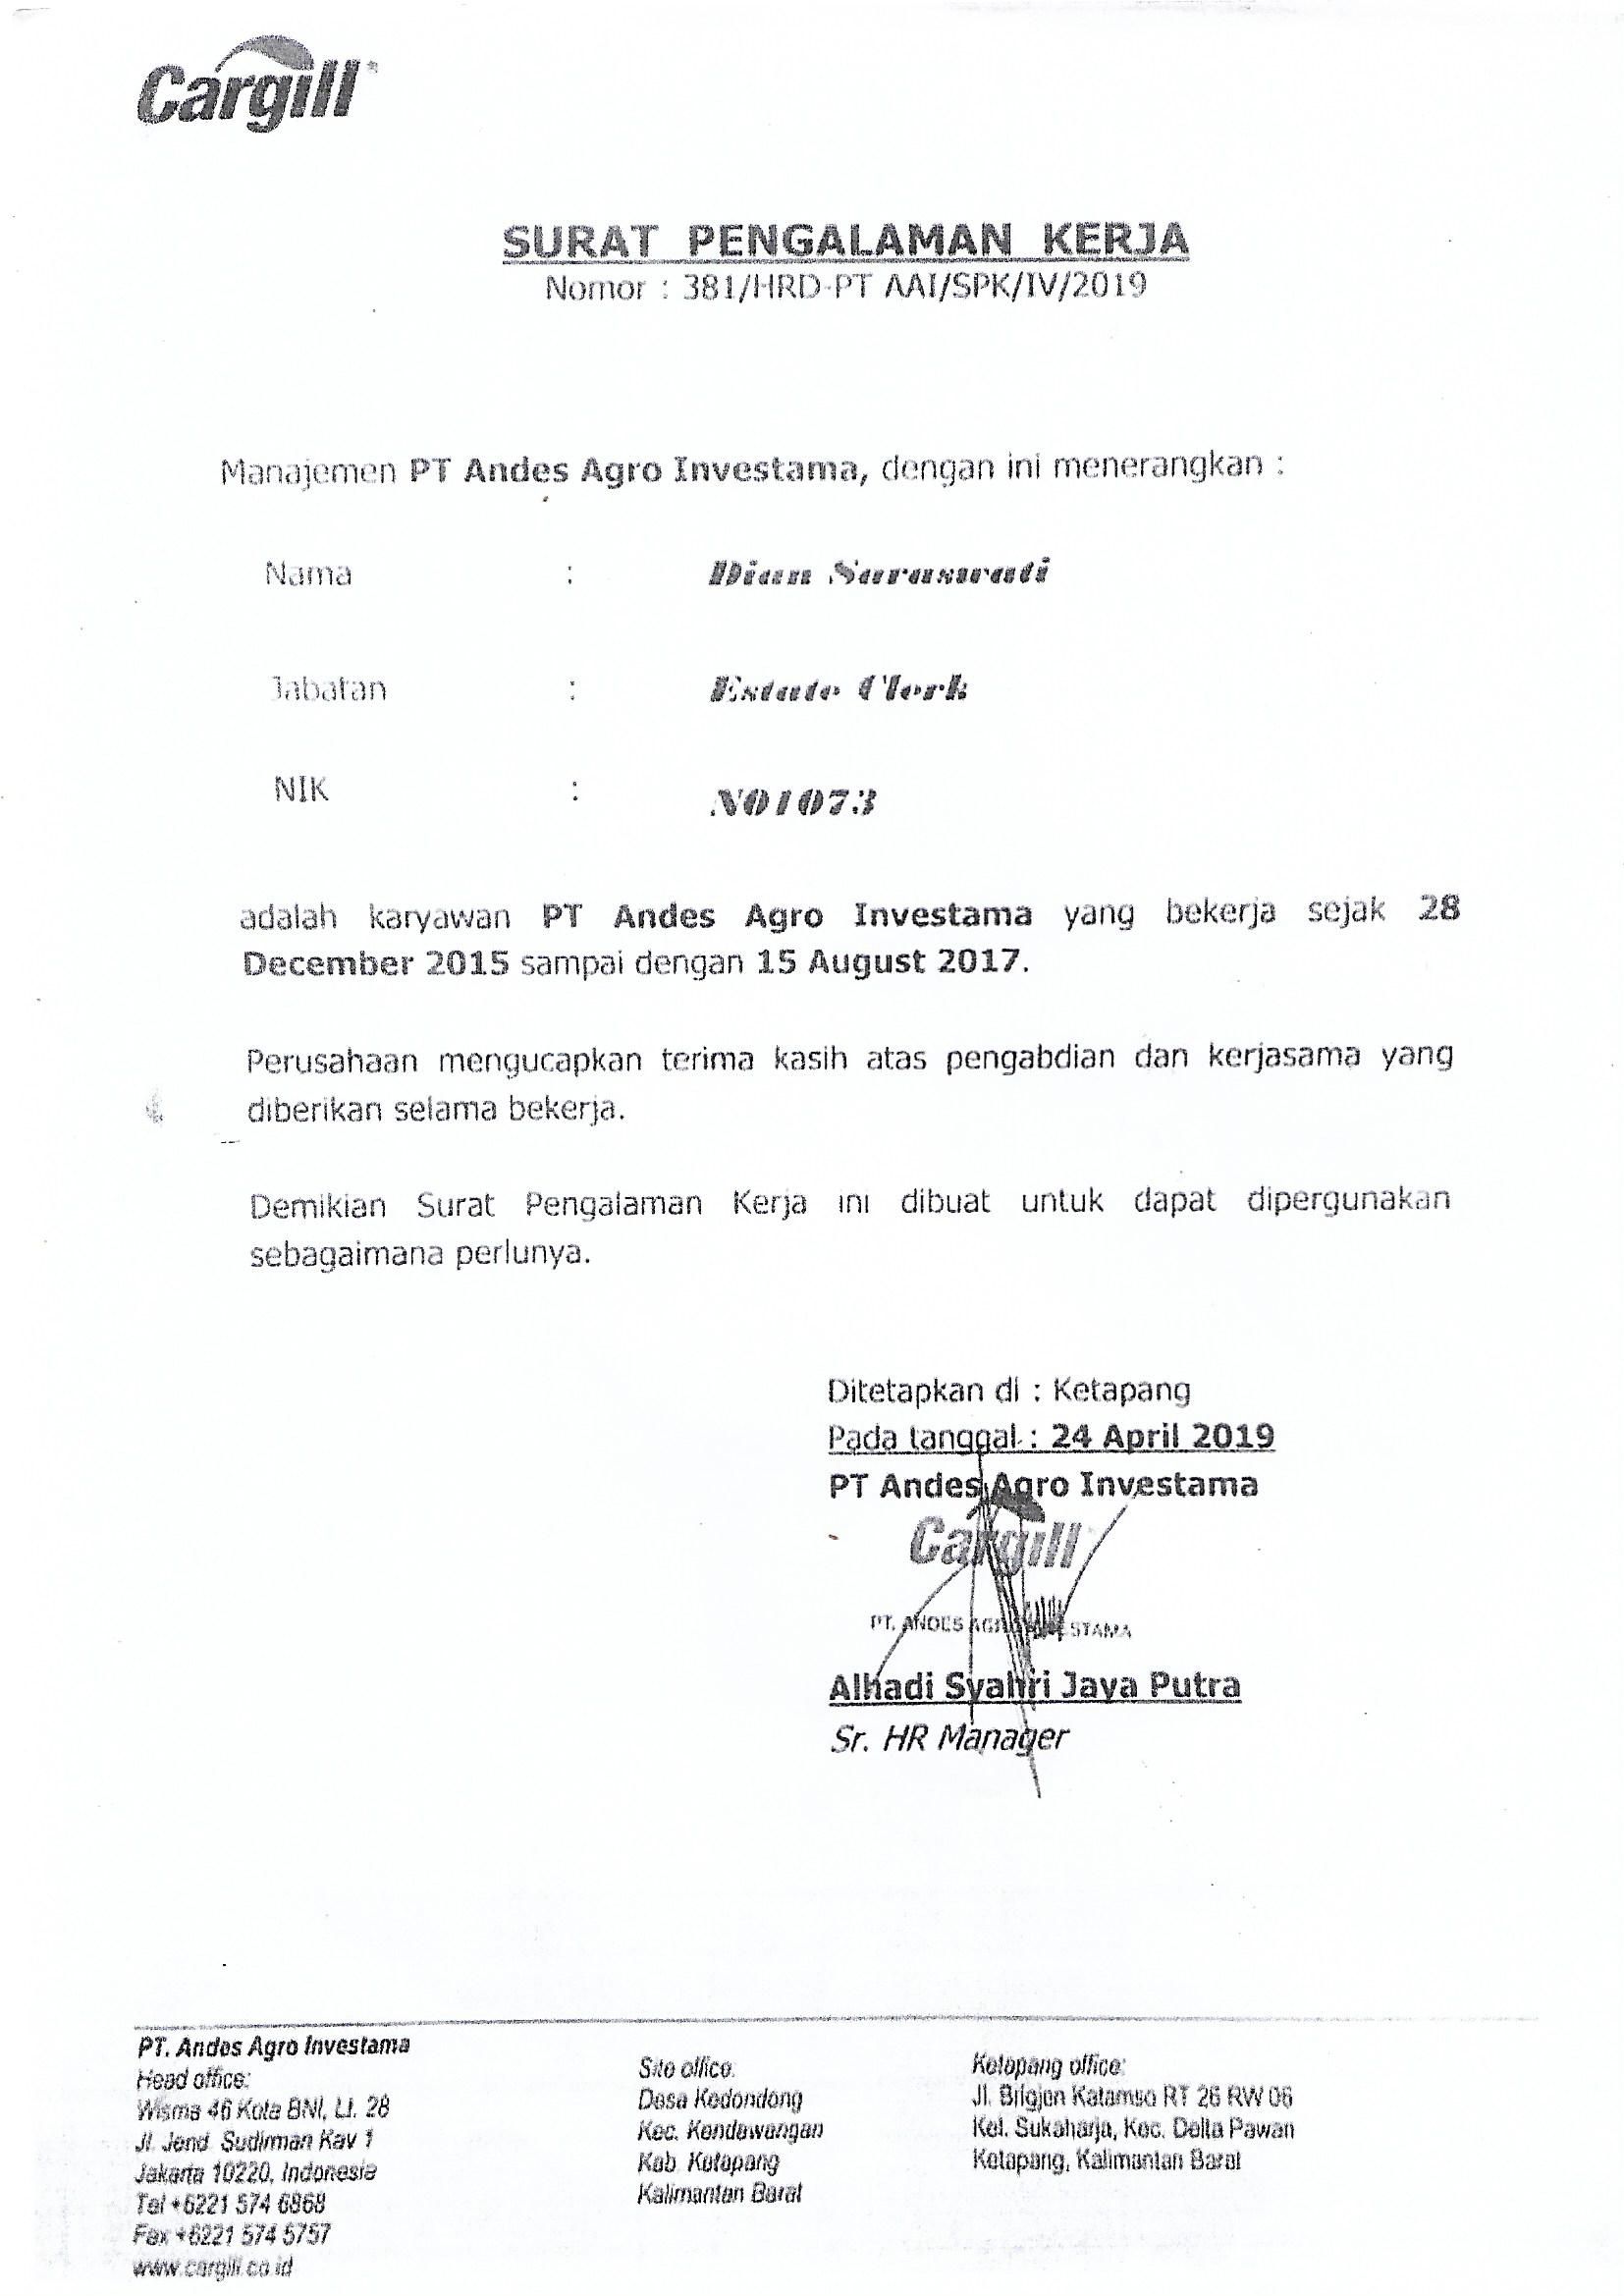 Cargill
SURAT PENGALAMAN KERJA
Nomor : 381/HRD-PT AAI/SPK/IV/2019
Manajemen PT Andes Agro Investama, dengan ini menerangkan :
Nama : Dian Saraswati
Jabatan : Estate Clerk
NIK : N01073
adalah karyawan PT Andes Agro Investama yang bekerja sejak 28
December 2015 sampai dengan 15 August 2017.
Perusahaan mengucapkan terima kasih atas pengabdian dan kerjasama yang
diberikan selama bekerja.
Demikian Surat Pengalaman Kerja ini dibuat untuk dapat dipergunakan
sebagaimana perlunya.
Ditetapkan di : Ketapang
Pada tanggal : 24 April 2019
PT Andes Agro Investama
Cargill
PT. ANDES AGRO INVESTAMA
Alhadi Syahri Jaya Putra
Sr. HR Manager
PT. Andes Agro Investama
Head office:
Wisma 46 Kota BNI, Lt. 28
Jl. Jend Sudirman Kav 1
Jakarta 10220, Indonesia
Tel +6221 574 6868
Fax +6221 574 5757
www.cargill.co.id
Site office:
Desa Kedondong
Kec. Kendawangan
Kab. Ketapang
Kalimantan Barat
Ketapang office:
Jl. Brigjen Katamso RT 26 RW 06
Kel. Sukaharja, Kec. Delta Pawan
Ketapang, Kalimantan Barat